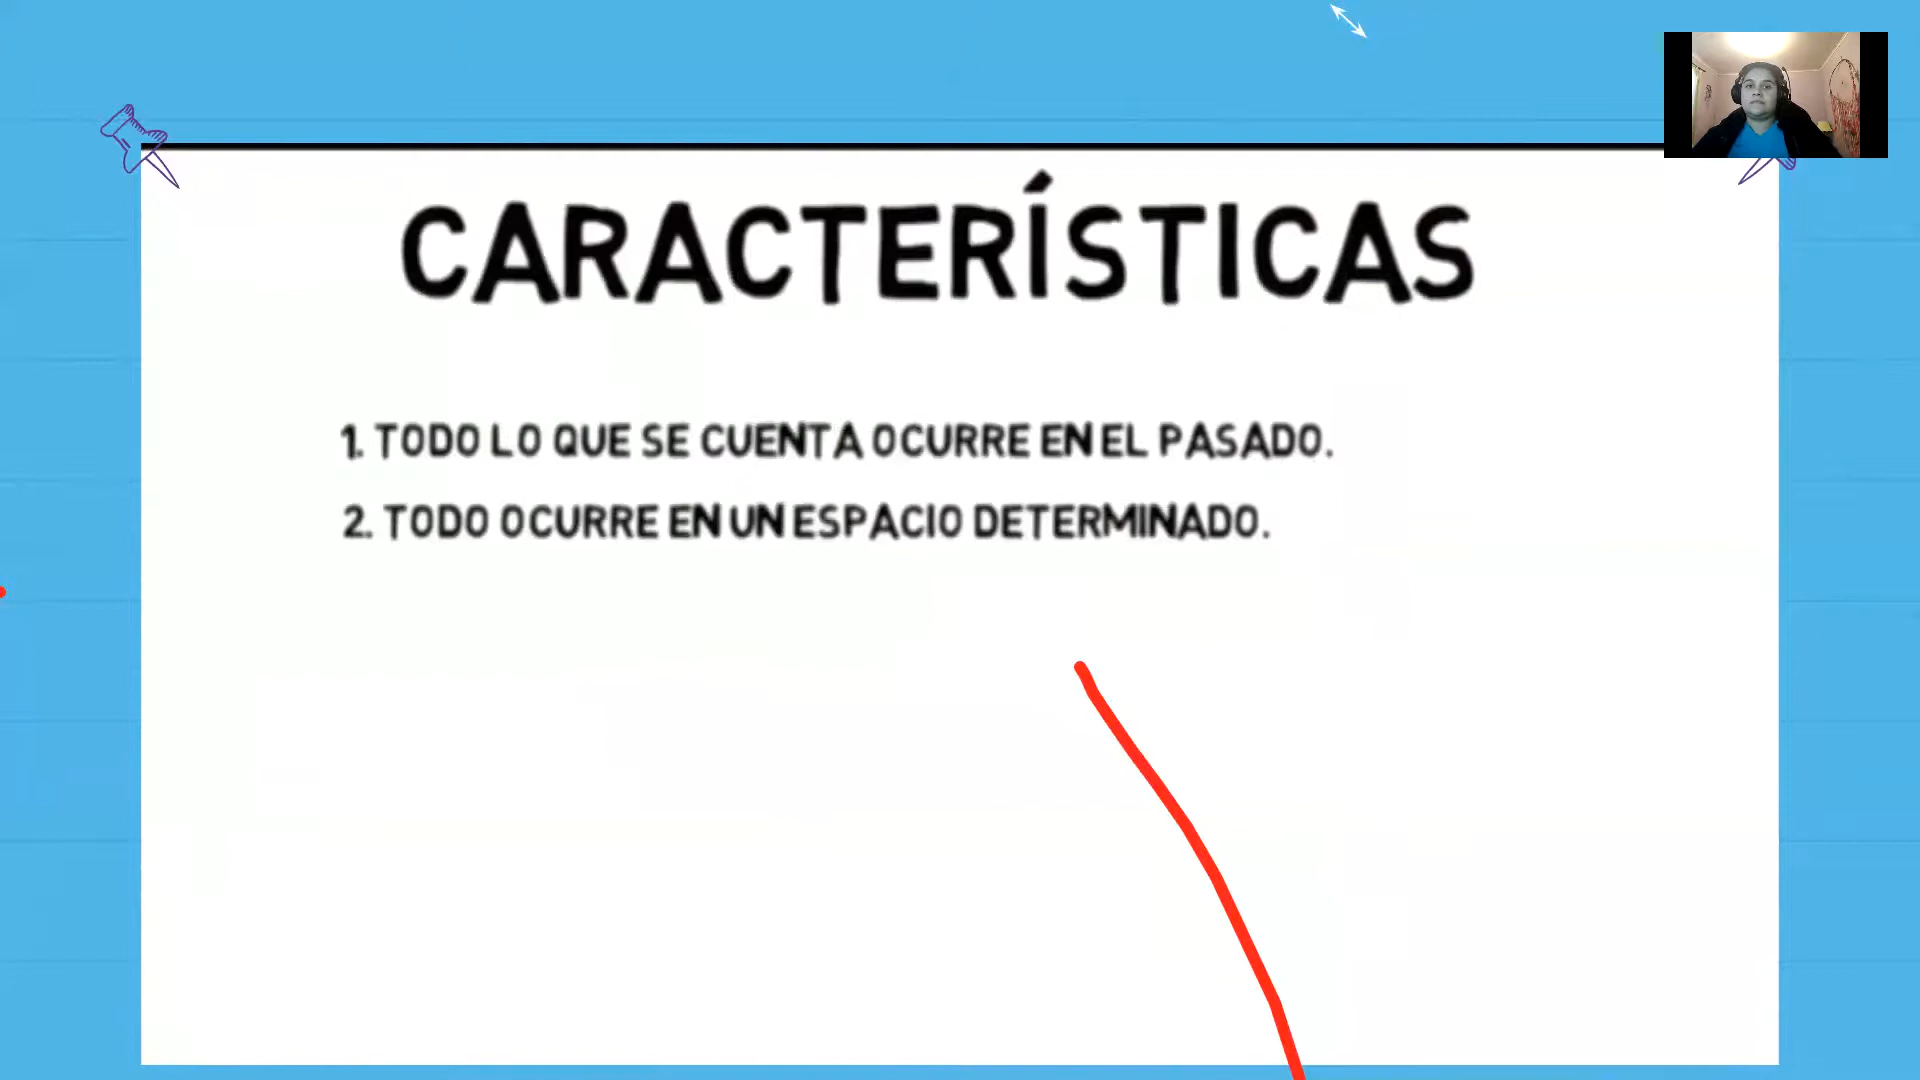 CARACTERÍSTICAS
1. TODO LO QUE SE CUENTA OCURRE EN EL PASADO.
2. TODO OCURRE EN UN ESPACIO DETERMINADO.